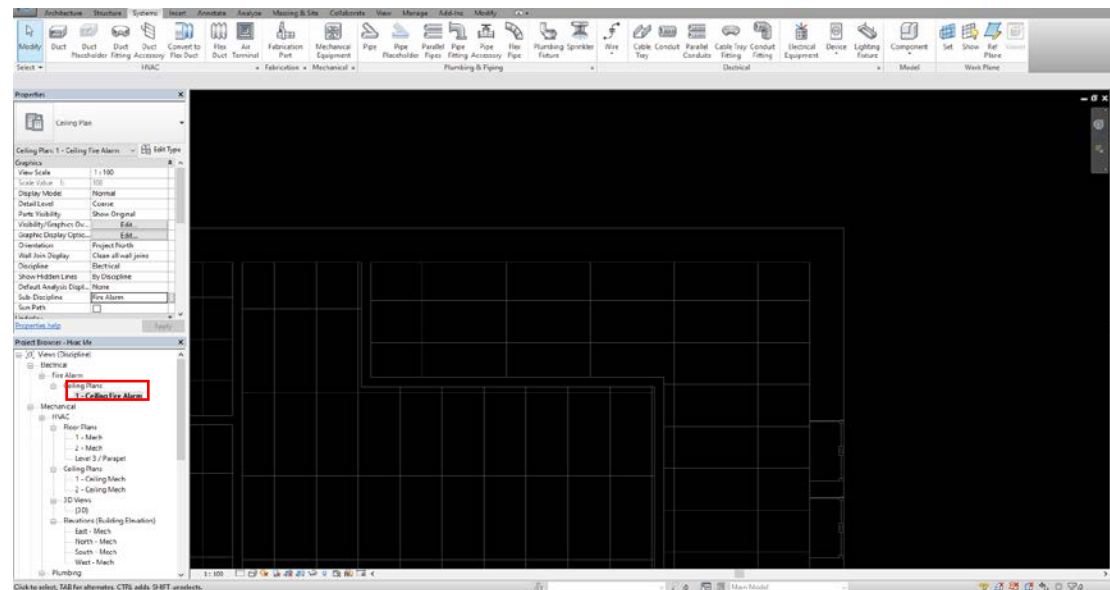 Architecture Structure Systems Insert Annotate Analyze Massing & Site Collaborate View Manage Add-Ins Modify
Modify Duct Duct Placeholder Duct Fitting Duct Accessory Convert to Flex Duct Flex Duct Air Terminal Fabrication Part Mechanical Equipment Pipe Pipe Placeholder Parallel Pipes Pipe Fitting Pipe Accessory Flex Pipe Plumbing Fixture Sprinkler Wire Cable Tray Conduit Parallel Conduits Cable Tray Fitting Conduit Fitting Electrical Equipment Device Lighting Fixture Component Set Show Ref Plane Viewer
Select HVAC Fabrication Mechanical Plumbing & Piping Electrical Model Work Plane
Properties
Ceiling Plan
Ceiling Plan: 1 - Ceiling Fire Alarm Edit Type
Graphics
View Scale 1 : 100
Scale Value 1: 100
Display Model Normal
Detail Level Coarse
Parts Visibility Show Original
Visibility/Graphics Ov... Edit...
Graphic Display Optio... Edit...
Orientation Project North
Wall Join Display Clean all wall joins
Discipline Electrical
Show Hidden Lines By Discipline
Default Analysis Displ... None
Sub-Discipline Fire Alarm
Sun Path
Underlay
Properties help Apply
Project Browser - Hvac Me
Views (Discipline)
Electrical
Fire Alarm
Ceiling Plans
1 - Ceiling Fire Alarm
Mechanical
HVAC
Floor Plans
1 - Mech
2 - Mech
Level 3 / Parapet
Ceiling Plans
1 - Ceiling Mech
2 - Ceiling Mech
3D Views
{3D}
Elevations (Building Elevation)
East - Mech
North - Mech
South - Mech
West - Mech
Plumbing
1 : 100
Click to select, TAB for alternates, CTRL adds, SHIFT unselects. Main Model